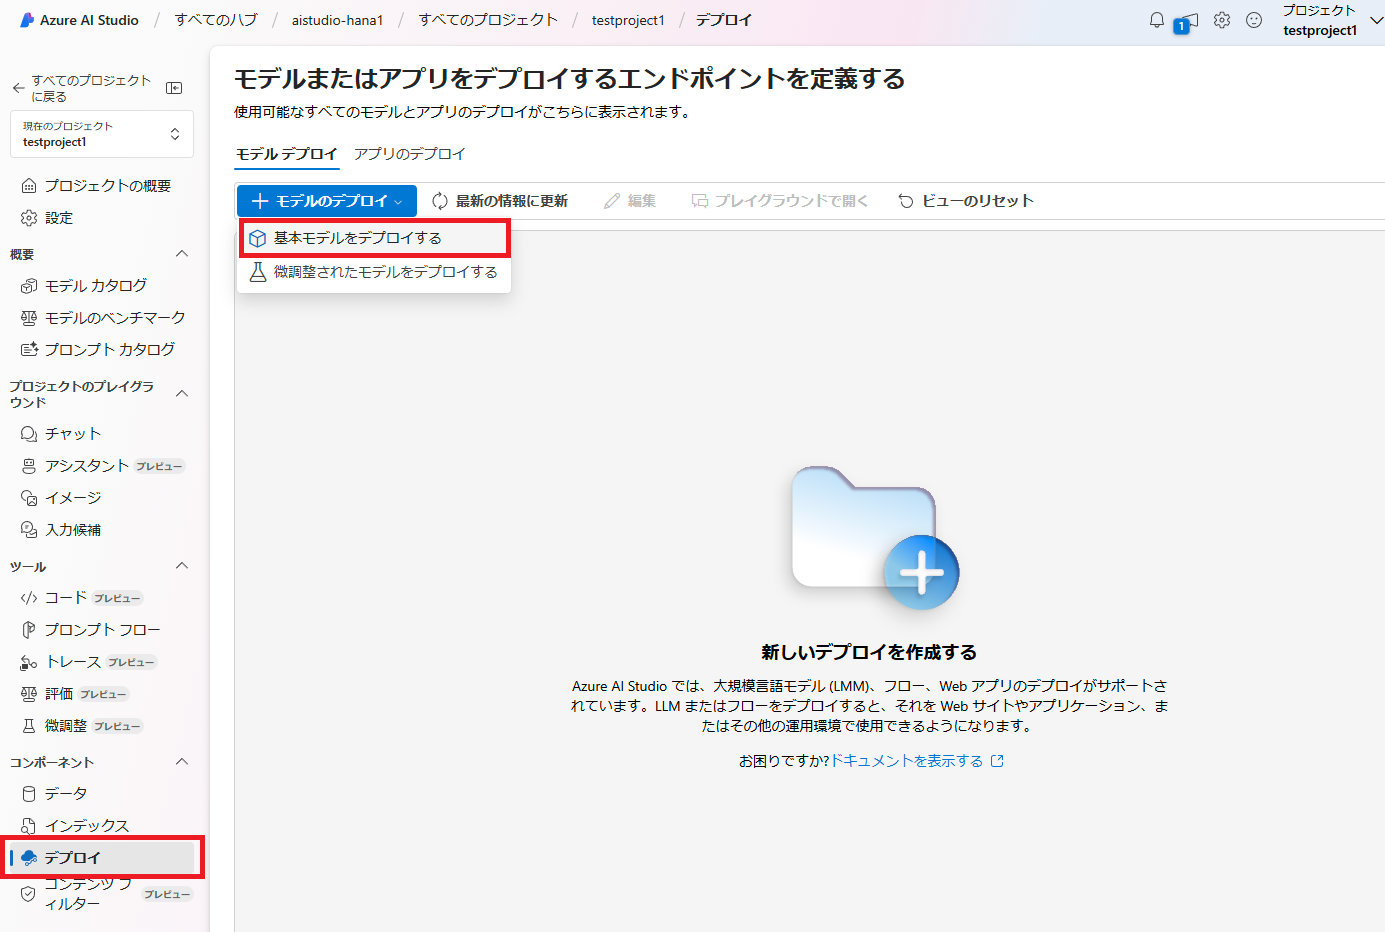 Azure AI Studio / すべてのハブ / aistudio-hana1 / すべてのプロジェクト / testproject1 / デプロイ
1
プロジェクト
testproject1
すべてのプロジェクト
に戻る
現在のプロジェクト
testproject1
プロジェクトの概要
設定
概要
モデル カタログ
モデルのベンチマーク
プロンプト カタログ
プロジェクトのプレイグラ
ウンド
チャット
アシスタント プレビュー
イメージ
入力候補
ツール
コード プレビュー
プロンプト フロー
トレース プレビュー
評価 プレビュー
微調整 プレビュー
コンポーネント
データ
インデックス
デプロイ
コンテンツ フ
ィルター プレビュー
モデルまたはアプリをデプロイするエンドポイントを定義する
使用可能なすべてのモデルとアプリのデプロイがこちらに表示されます。
モデル デプロイ アプリのデプロイ
モデルのデプロイ 最新の情報に更新 編集 プレイグラウンドで開く ビューのリセット
基本モデルをデプロイする
微調整されたモデルをデプロイする
新しいデプロイを作成する
Azure AI Studio では、大規模言語モデル (LMM)、フロー、Web アプリのデプロイがサポートさ
れています。LLM またはフローをデプロイすると、それを Web サイトやアプリケーション、ま
たはその他の運用環境で使用できるようになります。
お困りですか?ドキュメントを表示する